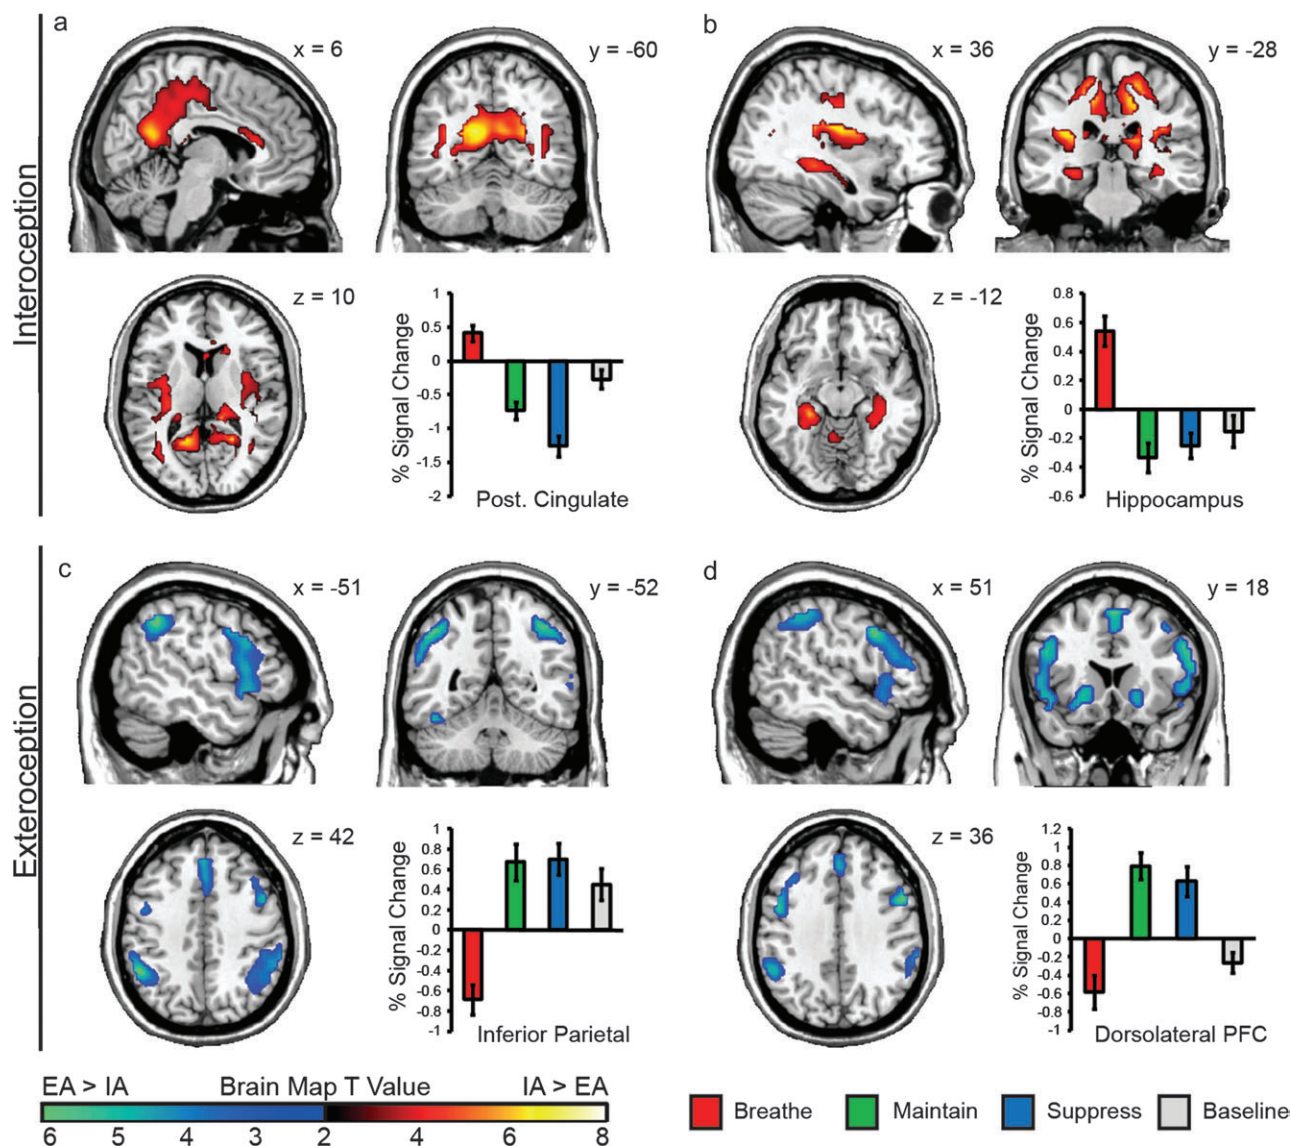 Interoception
a
x = 6
y = -60
z = 10
% Signal Change
1
0.5
0
-0.5
-1
-1.5
-2
Post. Cingulate
b
x = 36
y = -28
z = -12
% Signal Change
0.8
0.6
0.4
0.2
0
-0.2
-0.4
-0.6
Hippocampus
Exteroception
c
x = -51
y = -52
z = 42
% Signal Change
1
0.8
0.6
0.4
0.2
0
-0.2
-0.4
-0.6
-0.8
-1
Inferior Parietal
d
x = 51
y = 18
z = 36
% Signal Change
1.2
1
0.8
0.6
0.4
0.2
0
-0.2
-0.4
-0.6
-0.8
-1
Dorsolateral PFC
EA > IA Brain Map T Value IA > EA
6 5 4 3 2 4 6 8
Breathe Maintain Suppress Baseline